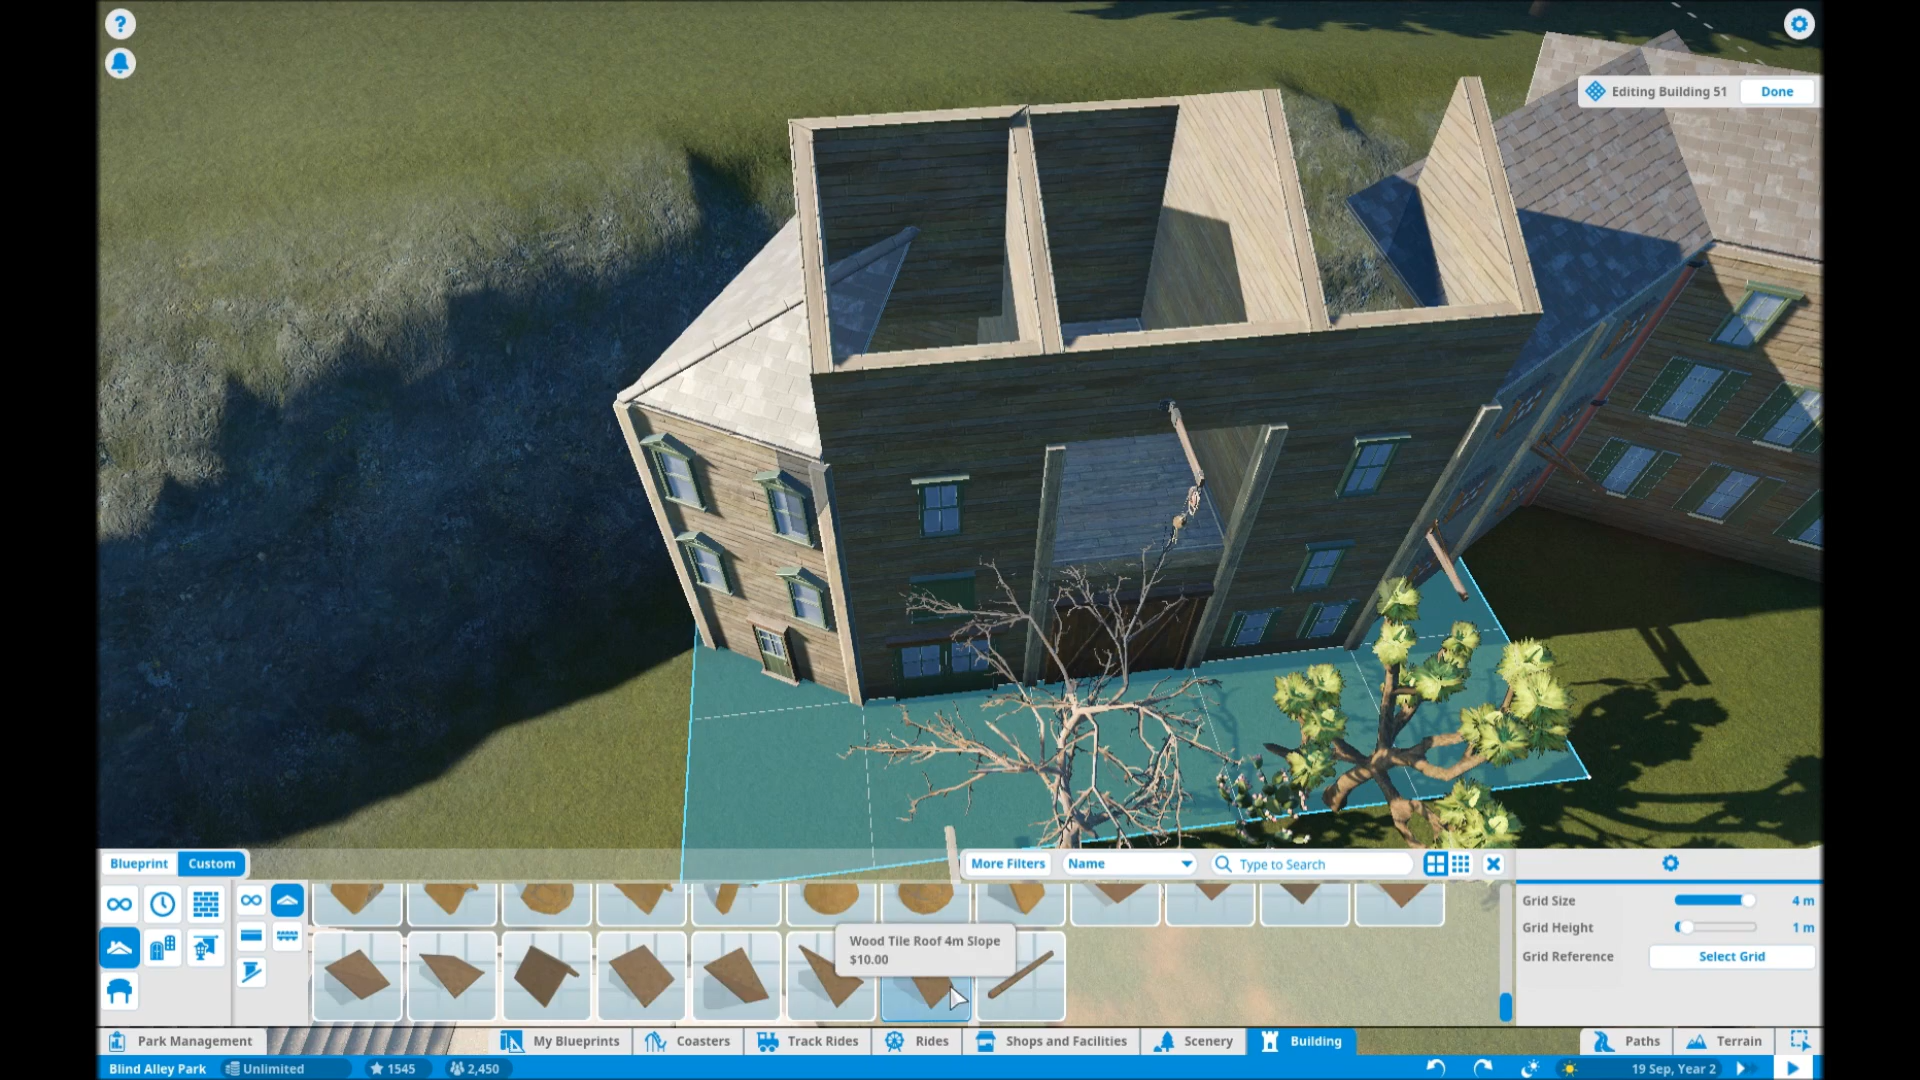 ?
Editing Building 51 Done
Blueprint Custom
More Filters Name Type to Search
Grid Size 4 m
Grid Height 1 m
Grid Reference Select Grid
Wood Tile Roof 4m Slope
$10.00
Park Management My Blueprints Coasters Track Rides Rides Shops and Facilities Scenery Building Paths Terrain
Blind Alley Park Unlimited 1545 2,450 19 Sep, Year 2